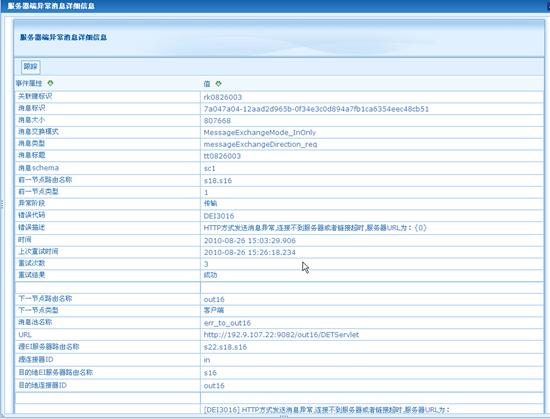 服务器端异常消息详细信息
服务器端异常消息详细信息
跟踪
事件属性 值
关联键标识 rk0826003
消息标识 7a047a04-12aad2d965b-0f34e3c0d894a7fb1ca6354eec48cb51
消息大小 807668
消息交换模式 MessageExchangeMode_InOnly
消息类型 messageExchangeDirection_req
消息标题 tt0826003
消息schema sc1
前一节点路由名称 s18.s16
前一节点类型 1
异常阶段 传输
错误代码 DEI3016
错误描述 HTTP方式发送消息异常,连接不到服务器或者链接超时,服务器URL为：{0}
时间 2010-08-26 15:03:29.906
上次重试时间 2010-08-26 15:26:18.234
重试次数 3
重试结果 成功
下一节点路由名称 out16
下一节点类型 客户端
消息池名称 err_to_out16
URL http://192.9.107.22:9082/out16/DETServlet
源EI服务器路由名称 s22.s18.s16
源连接器ID in
目的地EI服务器路由名称 s16
目的地连接器ID out16
[DEI3016] HTTP方式发送消息异常,连接不到服务器或者链接超时,服务器URL为：